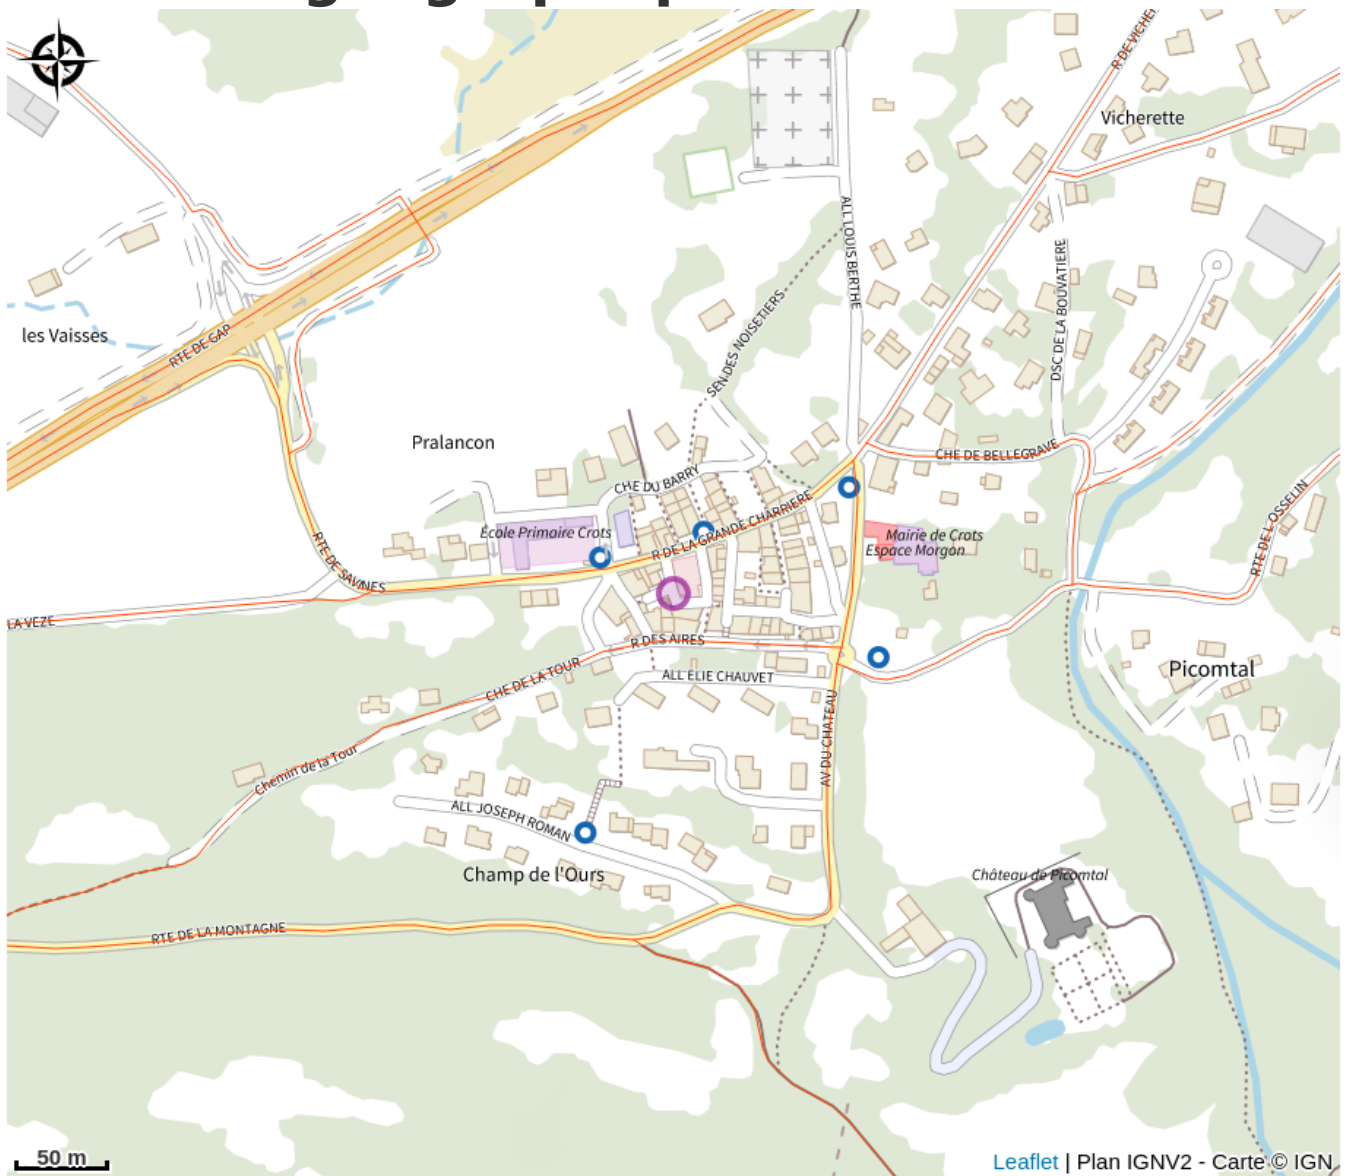 R DE VICHE
Vicherette
ALL LOUIS BERTHE
les Vaisses
RTE DE GAP
SEN DES NOISETIERS
DSC DE LA BOUVATIERE
Pralancon
CHE DE BELLEGRAVE
CHE DU BARRY
RTE DE L'OSSELIN
R DE LA GRANDE CHARRIERE
École Primaire Crots
Mairie de Crots
Espace Morgon
RTE DE SAVINES
LA VEZE
R DES AIRES
CHE DE LA TOUR
ALL ELIE CHAUVET
Picomtal
AV DU CHATEAU
Chemin de la Tour
ALL JOSEPH ROMAN
Champ de l'Ours
Château de Picomtal
RTE DE LA MONTAGNE
50 m
Leaflet | Plan IGNV2 - Carte © IGN